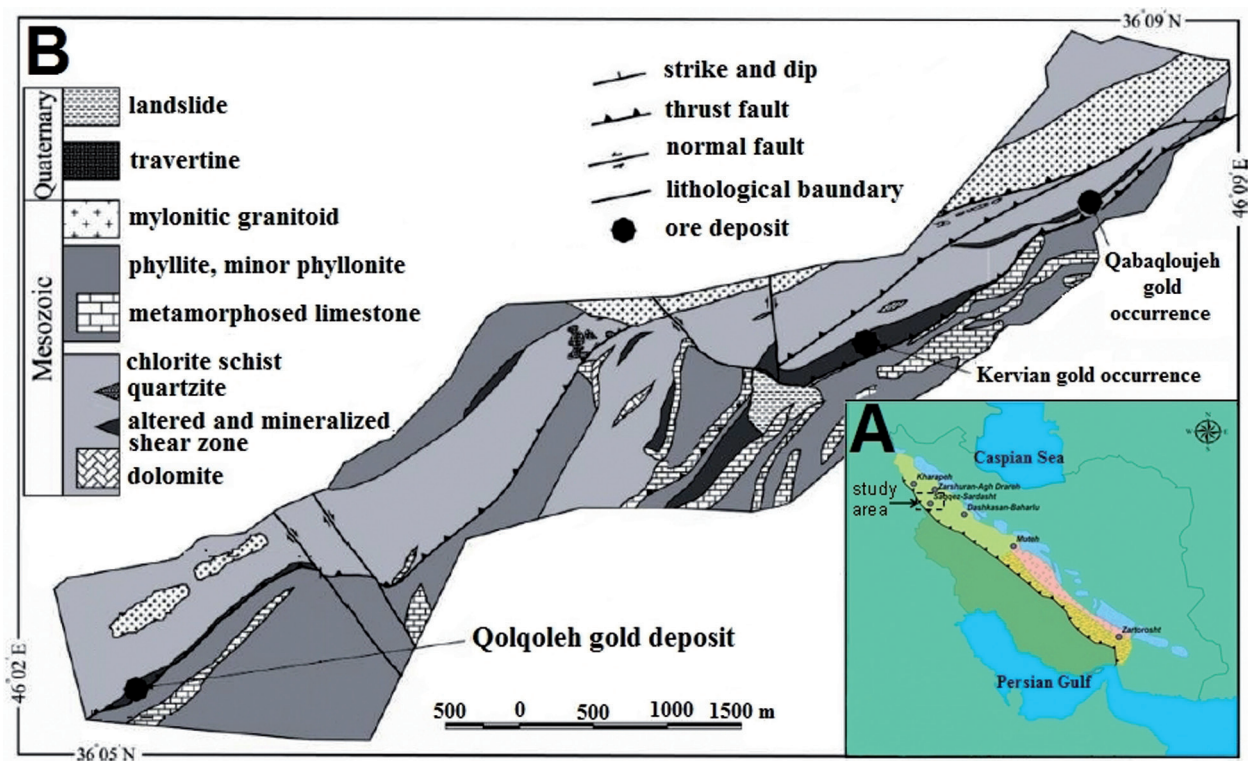 B
36°09' N
Quaternary
landslide
travertine
Mesozoic
mylonitic granitoid
phyllite, minor phyllonite
metamorphosed limestone
chlorite schist
quartzite
altered and mineralized
shear zone
dolomite
strike and dip
thrust fault
normal fault
lithological baundary
ore deposit
46°09' E
Qabaqloujeh
gold
occurrence
Kervian gold occurrence
Qolqoleh gold deposit
500 0 500 1000 1500 m
46°02' E
36°05' N
A
N
W
S
Caspian Sea
study
area
Kharapeh
Zarshuran-Agh Drareh
Saqqez-Sardasht
Dashkasan-Baharlu
Muteh
Zartorosht
Persian Gulf